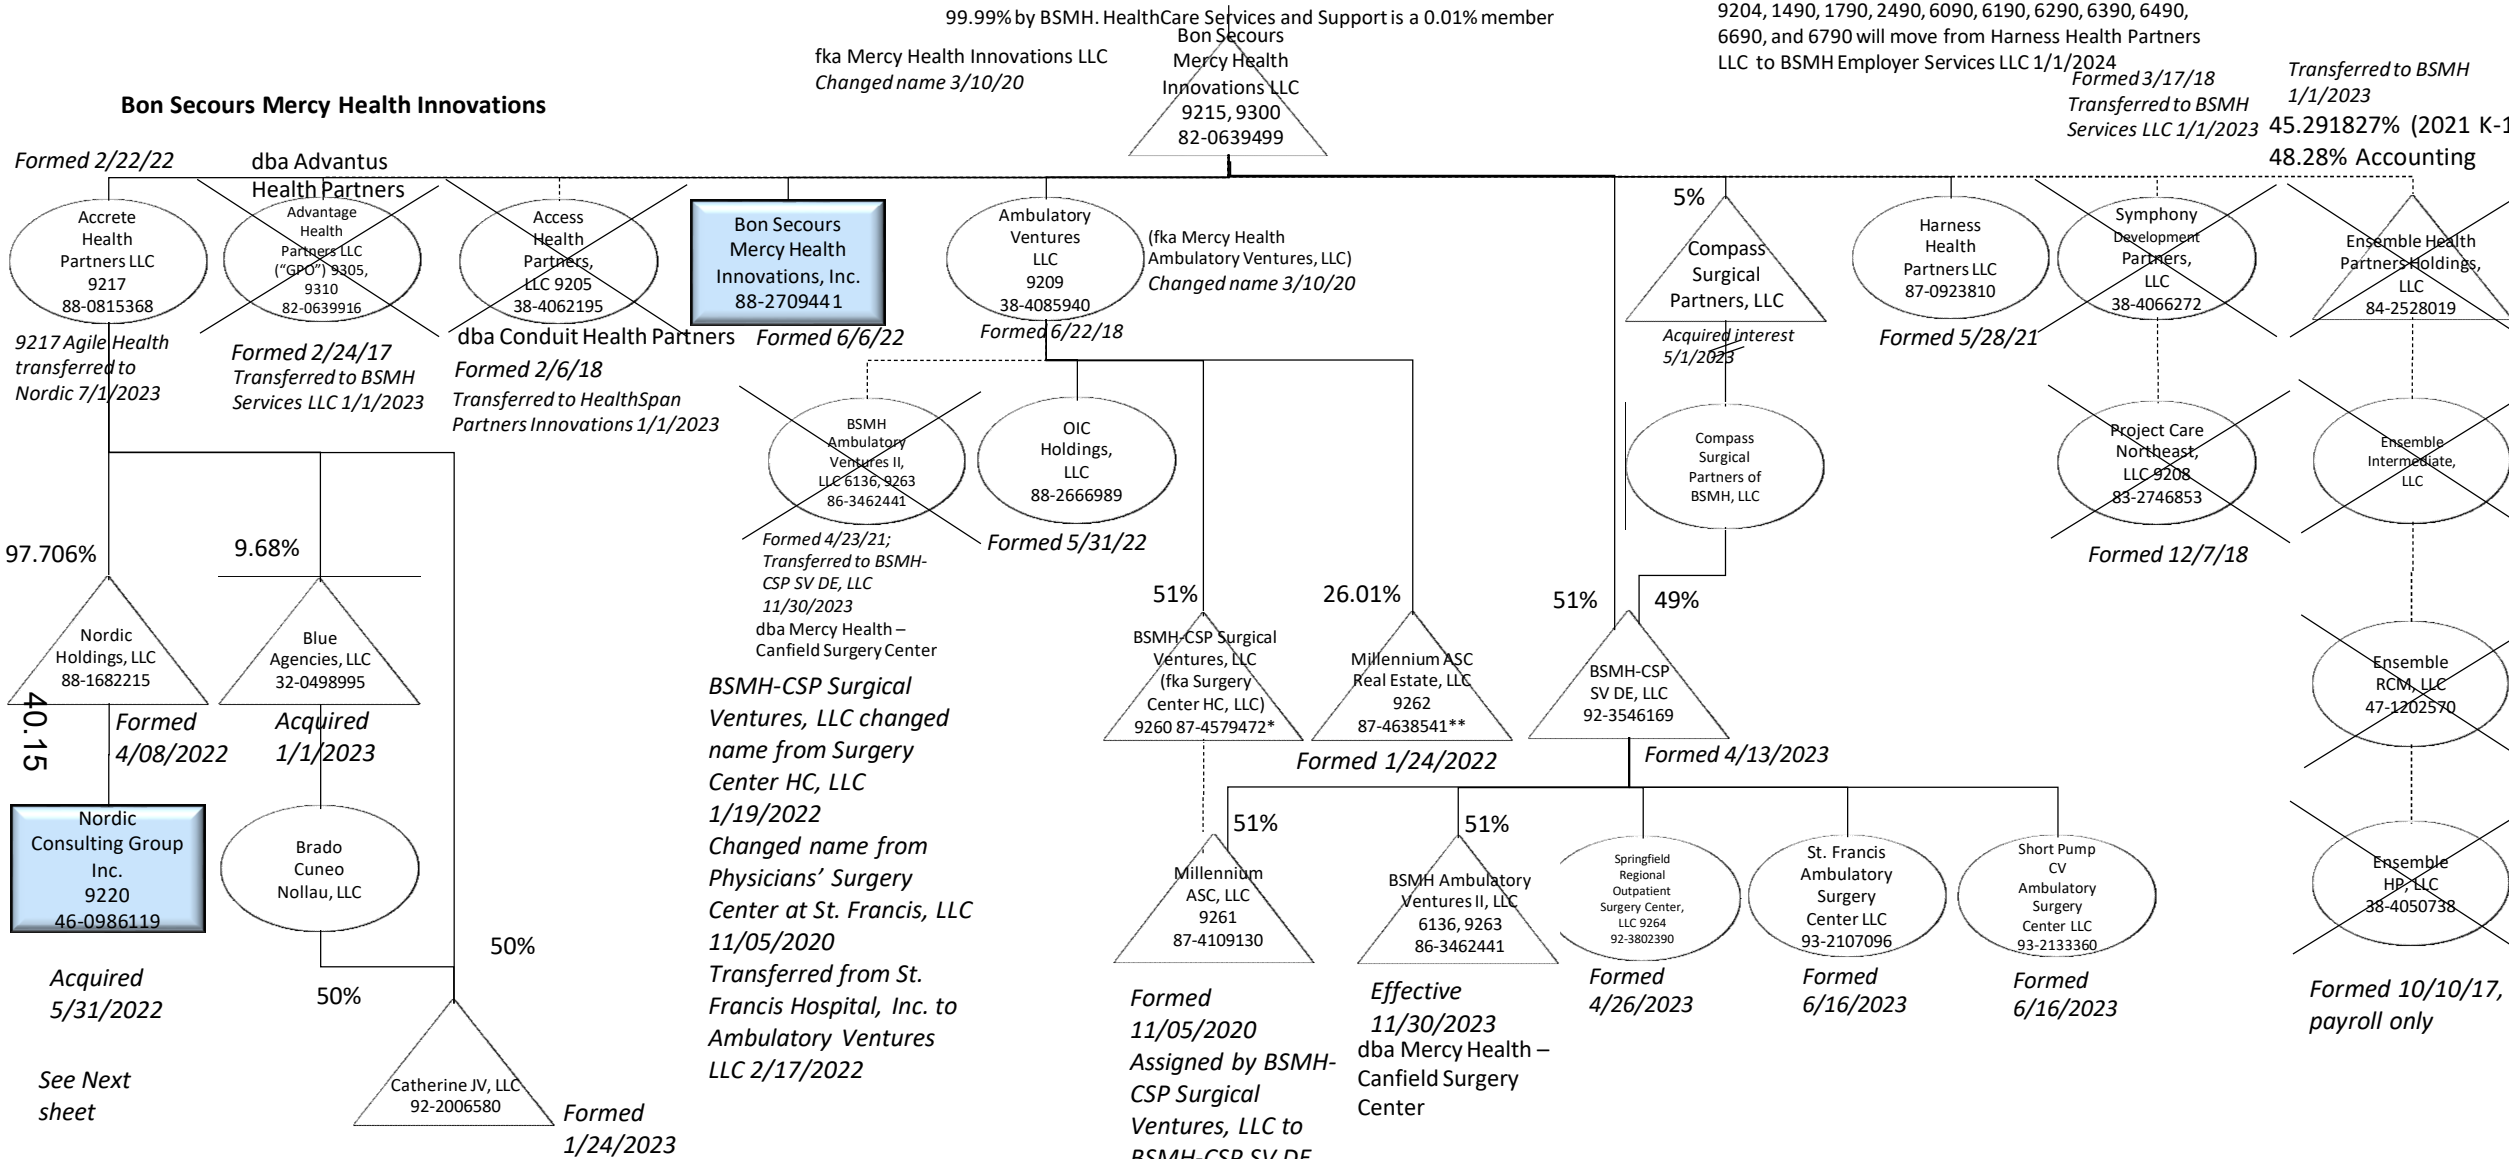 99.99% by BSMH. HealthCare Services and Support is a 0.01% member
9204, 1490, 1790, 2490, 6090, 6190, 6290, 6390, 6490,
6690, and 6790 will move from Harness Health Partners
LLC to BSMH Employer Services LLC 1/1/2024
fka Mercy Health Innovations LLC
Changed name 3/10/20
Bon Secours
Mercy Health
Innovations LLC
9215, 9300
82-0639499
Bon Secours Mercy Health Innovations
Formed 3/17/18
Transferred to BSMH
Services LLC 1/1/2023
Transferred to BSMH
1/1/2023
45.291827% (2021 K-1
48.28% Accounting
Formed 2/22/22
dba Advantus
Health Partners
Accrete
Health
Partners LLC
9217
88-0815368
Advantage
Health
Partners LLC
("GPO") 9305,
9310
82-0639916
Access
Health
Partners,
LLC 9205
38-4062195
Bon Secours
Mercy Health
Innovations, Inc.
88-2709441
Ambulatory
Ventures
LLC
9209
38-4085940
(fka Mercy Health
Ambulatory Ventures, LLC)
Changed name 3/10/20
5%
Compass
Surgical
Partners, LLC
Harness
Health
Partners LLC
87-0923810
Symphony
Development
Partners,
LLC
38-4066272
Ensemble Health
Partners Holdings,
LLC
84-2528019
9217 Agile Health
transferred to
Nordic 7/1/2023
Formed 2/24/17
Transferred to BSMH
Services LLC 1/1/2023
dba Conduit Health Partners
Formed 2/6/18
Transferred to HealthSpan
Partners Innovations 1/1/2023
Formed 6/6/22
Formed 6/22/18
Acquired interest
5/1/2023
Formed 5/28/21
BSMH
Ambulatory
Ventures II,
LLC 6136, 9263
86-3462441
OIC
Holdings,
LLC
88-2666989
Compass
Surgical
Partners of
BSMH, LLC
Project Care
Northeast,
LLC 9208
83-2746853
Ensemble
Intermediate,
LLC
Formed 4/23/21;
Transferred to BSMH-
CSP SV DE, LLC
11/30/2023
dba Mercy Health –
Canfield Surgery Center
Formed 5/31/22
Formed 12/7/18
97.706%
9.68%
51%
26.01%
51%
49%
Nordic
Holdings, LLC
88-1682215
Blue
Agencies, LLC
32-0498995
BSMH-CSP Surgical
Ventures, LLC
(fka Surgery
Center HC, LLC)
9260 87-4579472*
Millennium ASC
Real Estate, LLC
9262
87-4638541**
BSMH-CSP
SV DE, LLC
92-3546169
Ensemble
RCM, LLC
47-1202570
40.15
Formed
4/08/2022
Acquired
1/1/2023
BSMH-CSP Surgical
Ventures, LLC changed
name from Surgery
Center HC, LLC
1/19/2022
Changed name from
Physicians' Surgery
Center at St. Francis, LLC
11/05/2020
Transferred from St.
Francis Hospital, Inc. to
Ambulatory Ventures
LLC 2/17/2022
Formed 1/24/2022
Formed 4/13/2023
Nordic
Consulting Group
Inc.
9220
46-0986119
Brado
Cuneo
Nollau, LLC
51%
Millennium
ASC, LLC
9261
87-4109130
51%
BSMH Ambulatory
Ventures II, LLC
6136, 9263
86-3462441
Springfield
Regional
Outpatient
Surgery Center,
LLC 9264
92-3802390
St. Francis
Ambulatory
Surgery
Center LLC
93-2107096
Short Pump
CV
Ambulatory
Surgery
Center LLC
93-2133360
Ensemble
HP, LLC
38-4050738
Acquired
5/31/2022
50%
50%
Catherine JV, LLC
92-2006580
Formed
1/24/2023
See Next
sheet
Formed
11/05/2020
Assigned by BSMH-
CSP Surgical
Ventures, LLC to
BSMH-CSP SV DE
Effective
11/30/2023
dba Mercy Health –
Canfield Surgery
Center
Formed
4/26/2023
Formed
6/16/2023
Formed
6/16/2023
Formed 10/10/17,
payroll only